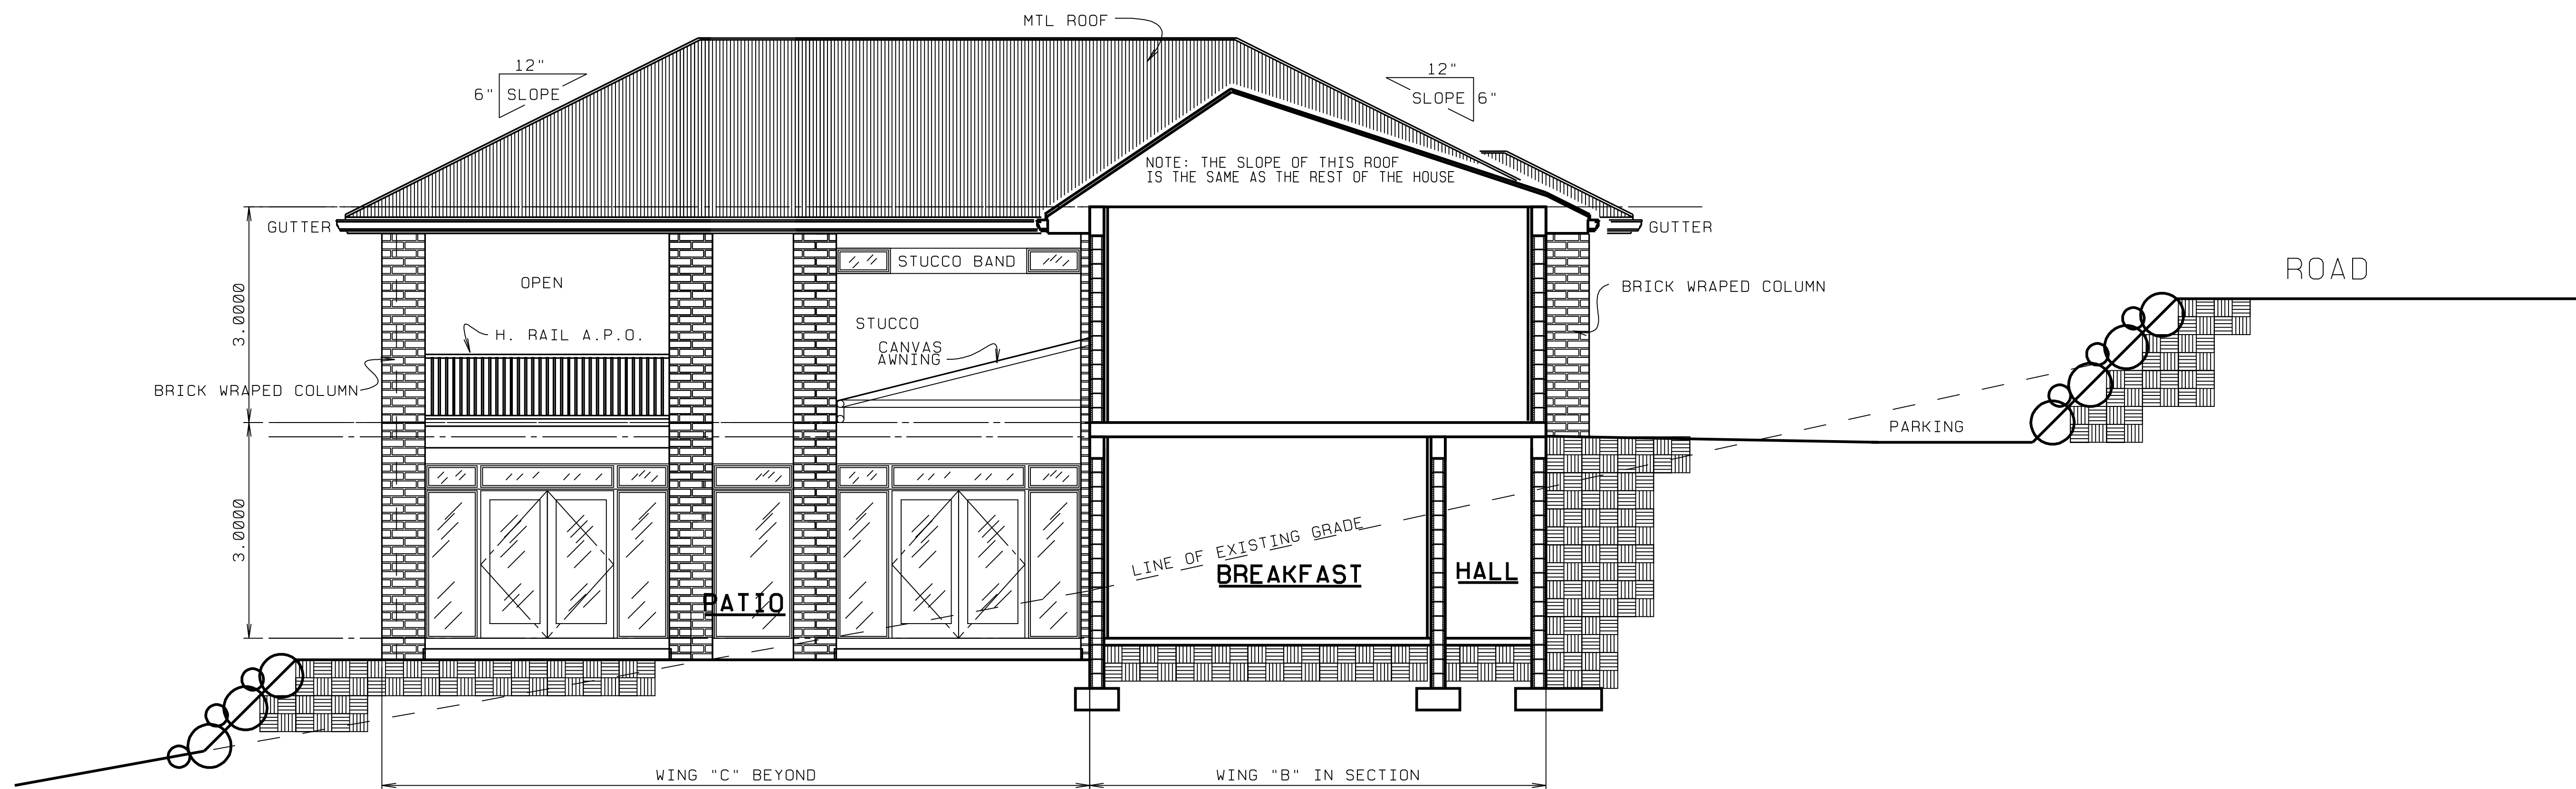 MTL ROOF
12"
6" SLOPE
12"
SLOPE 6"
NOTE: THE SLOPE OF THIS ROOF
IS THE SAME AS THE REST OF THE HOUSE
GUTTER
GUTTER
STUCCO BAND
ROAD
OPEN
BRICK WRAPED COLUMN
3.0000
STUCCO
H. RAIL A.P.O.
CANVAS
AWNING
BRICK WRAPED COLUMN
PARKING
3.0000
LINE OF EXISTING GRADE
BREAKFAST
HALL
PATIO
WING "C" BEYOND
WING "B" IN SECTION